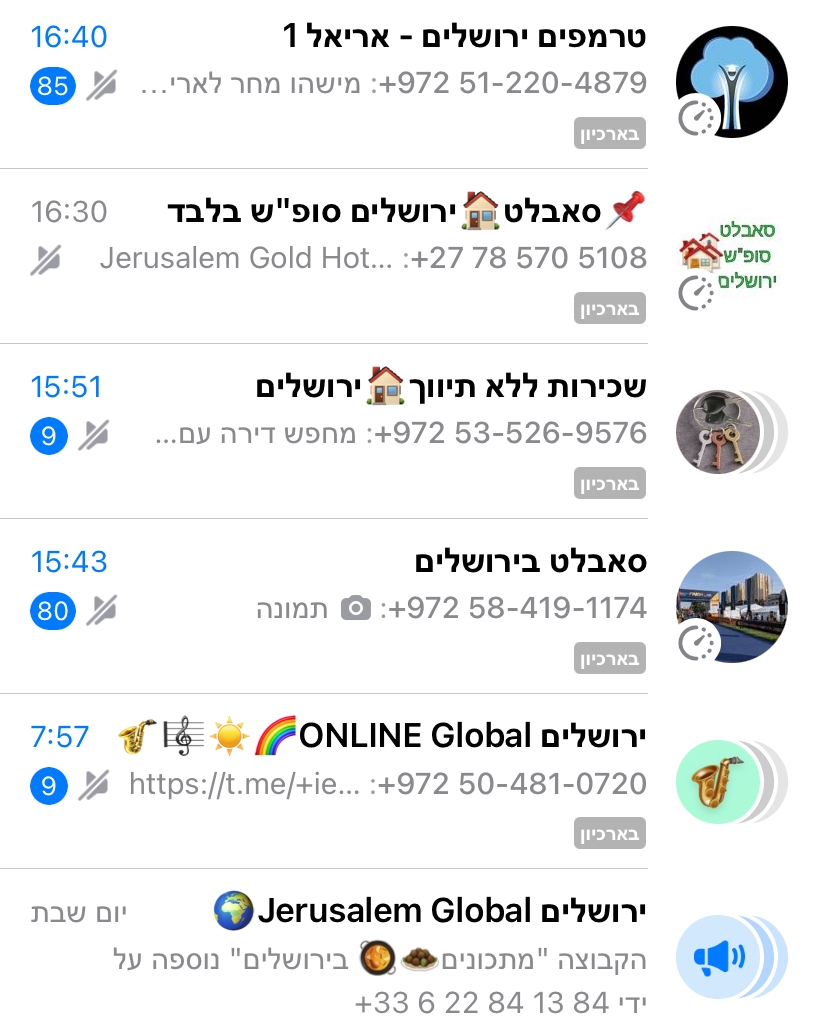 טרמפים ירושלים - אריאל 1
16:40
+972 51-220-4879: מישהו מחר לארי...
85
בארכיון
📌סאבלט🏠ירושלים סופ"ש בלבד
16:30
+27 78 570 5108: Jerusalem Gold Hot...
בארכיון
סאבלט
סופ"ש
ירושלים
שכירות ללא תיווך🏠ירושלים
15:51
+972 53-526-9576: מחפש דירה עם...
9
בארכיון
סאבלט בירושלים
15:43
+972 58-419-1174: 📷 תמונה
80
בארכיון
ירושלים ONLINE Global🌈☀️🎼🎷
7:57
+972 50-481-0720: https://t.me/+ie...
9
בארכיון
ירושלים Jerusalem Global🌍
יום שבת
הקבוצה "מתכונים🧆🥘 בירושלים" נוספה על
ידי ‎+33 6 22 84 13 84